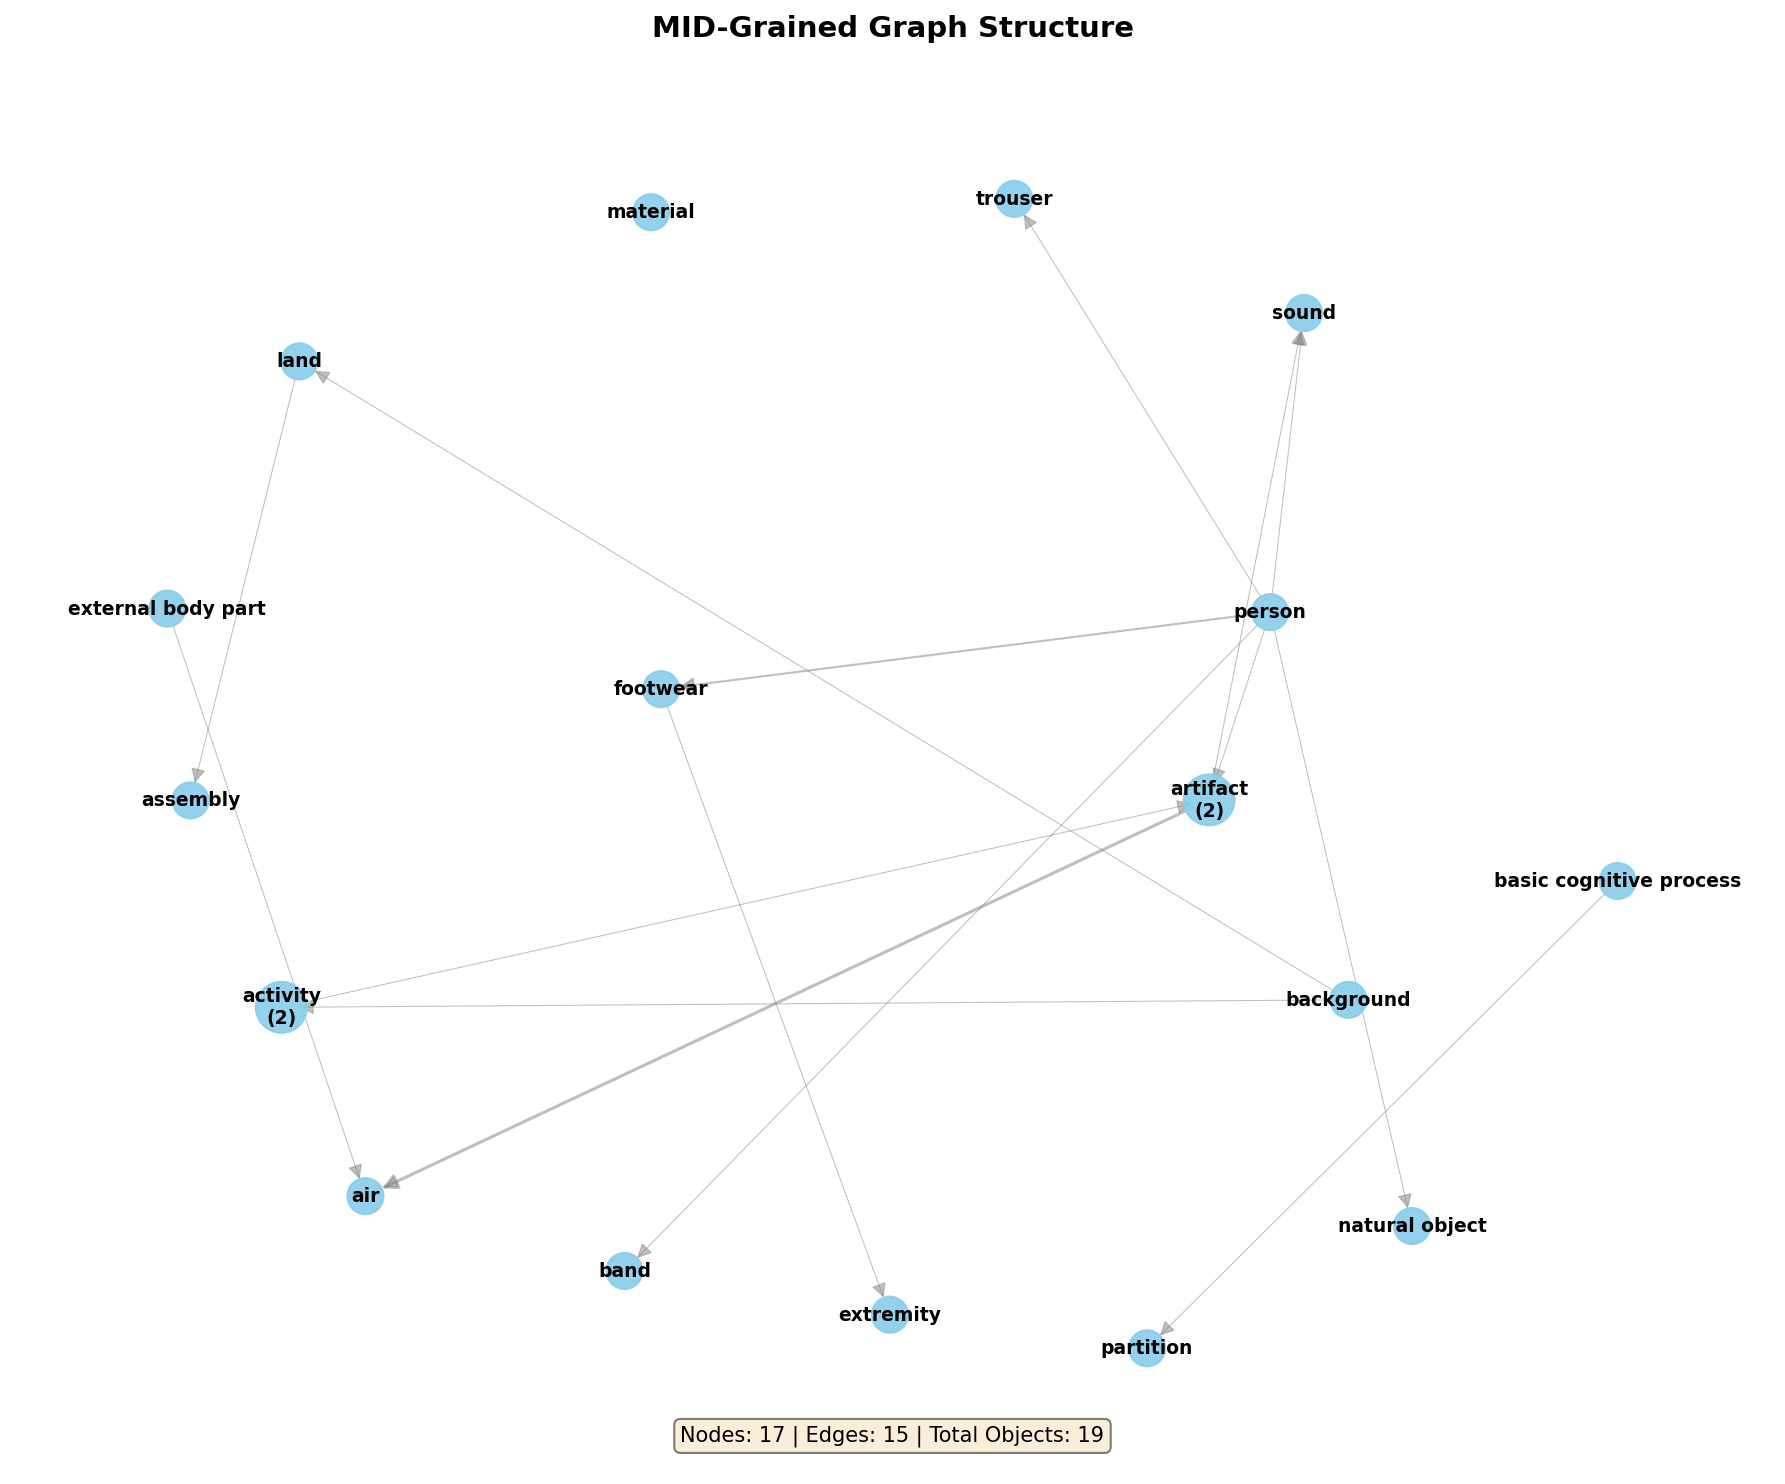 MID-Grained Graph Structure
trouser
material
sound
land
external body part
person
footwear
artifact
(2)
assembly
basic cognitive process
activity
(2)
background
air
natural object
band
extremity
partition
Nodes: 17 | Edges: 15 | Total Objects: 19